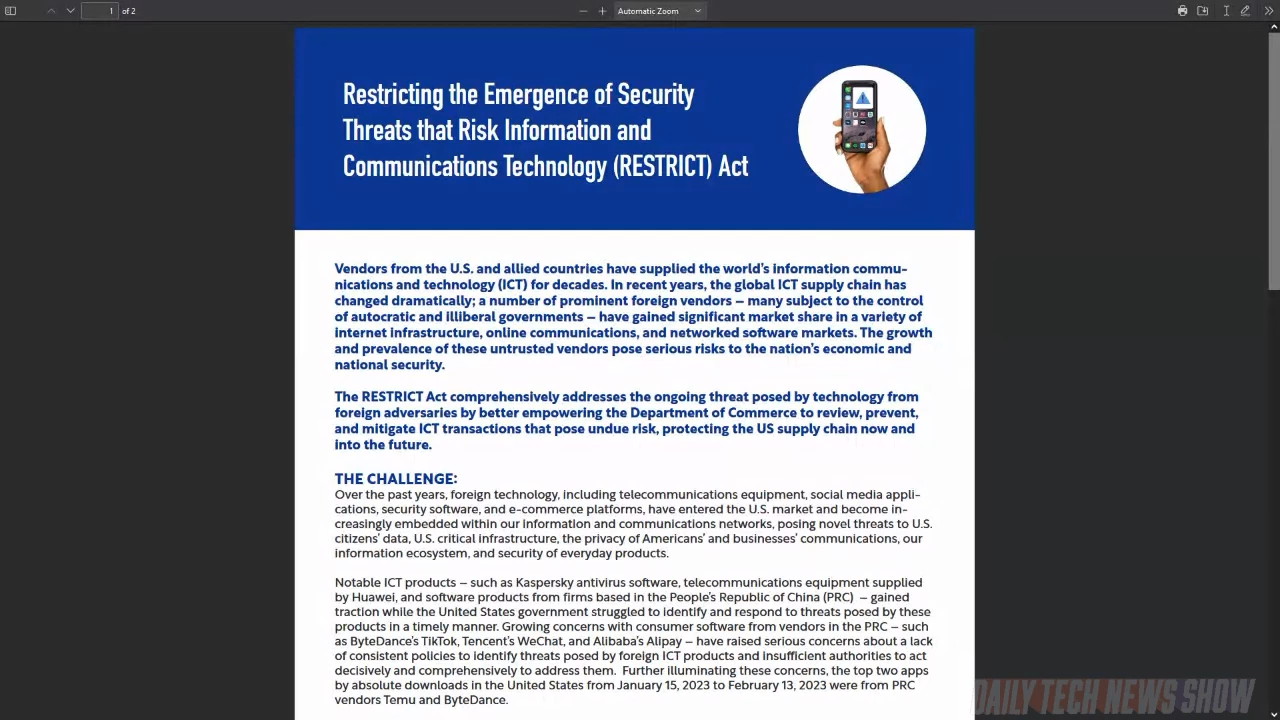 1 of 2
Automatic Zoom
Restricting the Emergence of Security
Threats that Risk Information and
Communications Technology (RESTRICT) Act
Vendors from the U.S. and allied countries have supplied the world's information commu-
nications and technology (ICT) for decades. In recent years, the global ICT supply chain has
changed dramatically; a number of prominent foreign vendors – many subject to the control
of autocratic and illiberal governments – have gained significant market share in a variety of
internet infrastructure, online communications, and networked software markets. The growth
and prevalence of these untrusted vendors pose serious risks to the nation's economic and
national security.
The RESTRICT Act comprehensively addresses the ongoing threat posed by technology from
foreign adversaries by better empowering the Department of Commerce to review, prevent,
and mitigate ICT transactions that pose undue risk, protecting the US supply chain now and
into the future.
THE CHALLENGE:
Over the past years, foreign technology, including telecommunications equipment, social media appli-
cations, security software, and e-commerce platforms, have entered the U.S. market and become in-
creasingly embedded within our information and communications networks, posing novel threats to U.S.
citizens' data, U.S. critical infrastructure, the privacy of Americans' and businesses' communications, our
information ecosystem, and security of everyday products.
Notable ICT products – such as Kaspersky antivirus software, telecommunications equipment supplied
by Huawei, and software products from firms based in the People's Republic of China (PRC) – gained
traction while the United States government struggled to identify and respond to threats posed by these
products in a timely manner. Growing concerns with consumer software from vendors in the PRC – such
as ByteDance's TikTok, Tencent's WeChat, and Alibaba's Alipay – have raised serious concerns about a lack
of consistent policies to identify threats posed by foreign ICT products and insufficient authorities to act
decisively and comprehensively to address them. Further illuminating these concerns, the top two apps
by absolute downloads in the United States from January 15, 2023 to February 13, 2023 were from PRC
vendors Temu and ByteDance.
DAILY TECH NEWS SHOW